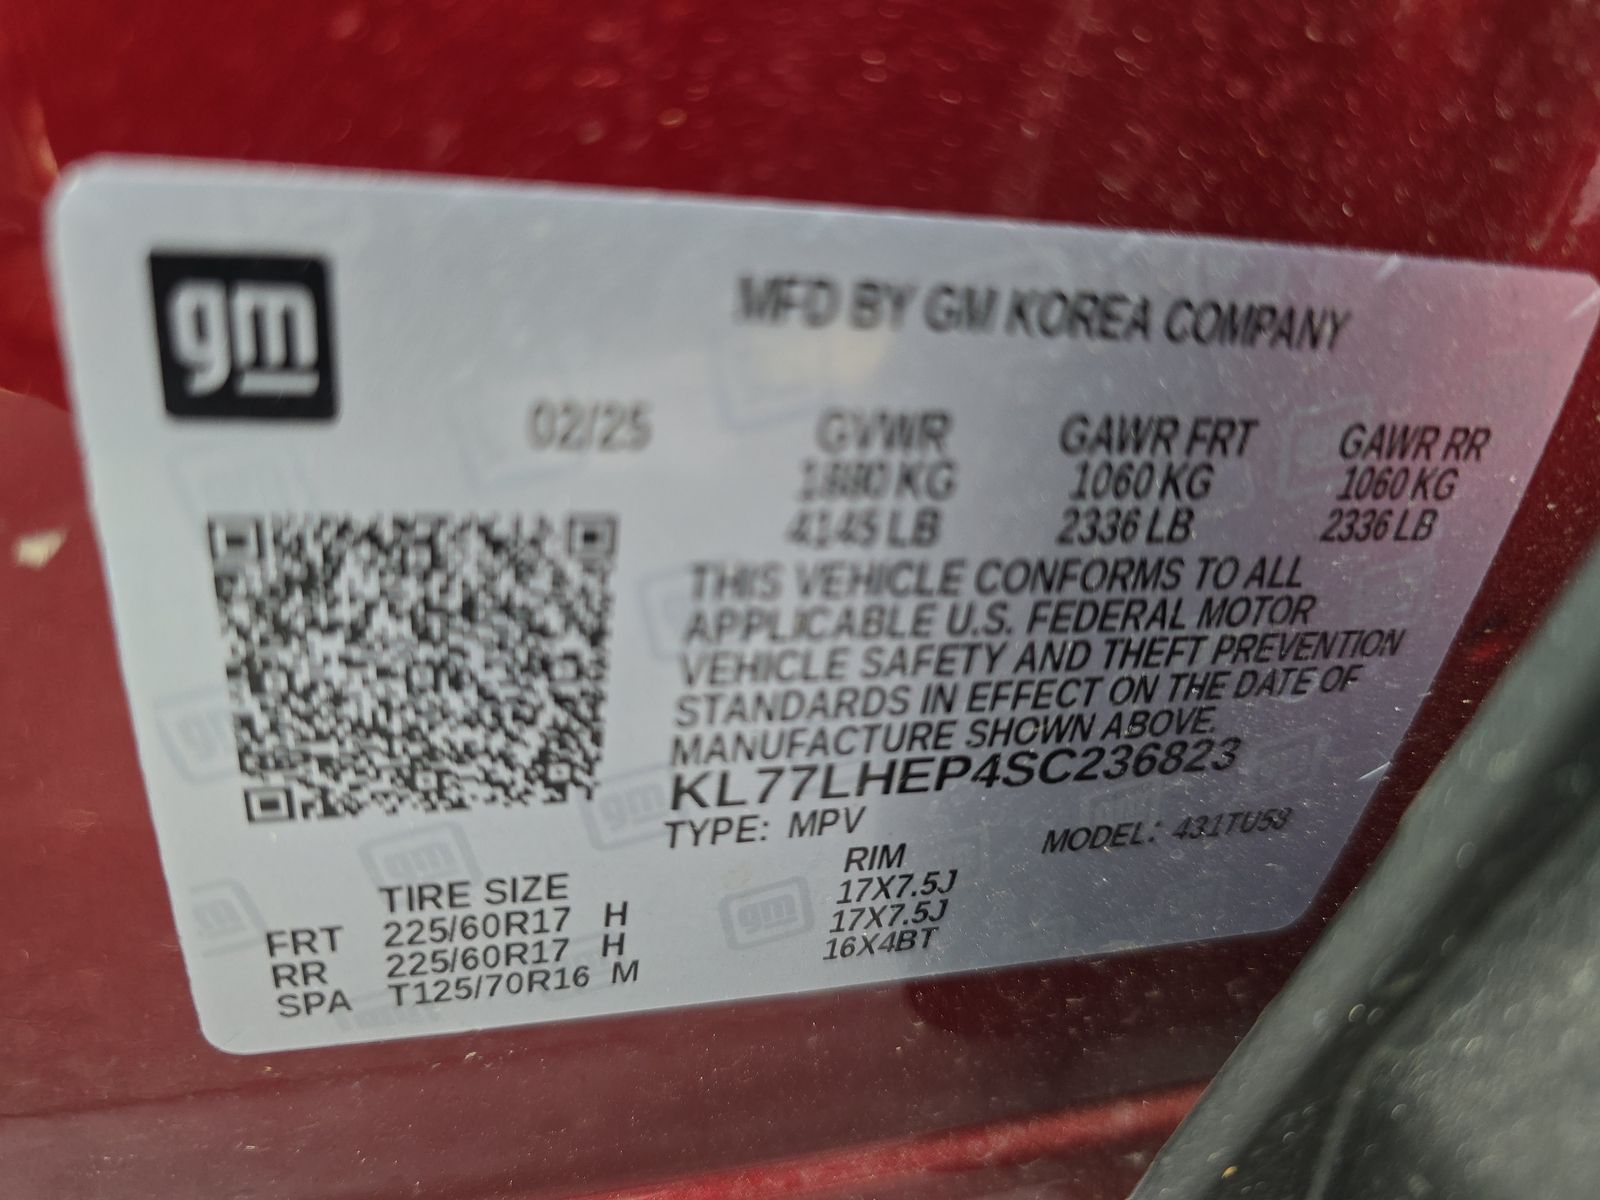 gm
MFD BY GM KOREA COMPANY
02/25 GVWR GAWR FRT GAWR RR
1880 KG 1060 KG 1060 KG
4145 LB 2336 LB 2336 LB
THIS VEHICLE CONFORMS TO ALL
APPLICABLE U.S. FEDERAL MOTOR
VEHICLE SAFETY AND THEFT PREVENTION
STANDARDS IN EFFECT ON THE DATE OF
MANUFACTURE SHOWN ABOVE.
KL77LHEP4SC236823
TYPE: MPV MODEL: 431TU58
TIRE SIZE RIM
FRT 225/60R17 H 17X7.5J
RR 225/60R17 H 17X7.5J
SPA T125/70R16 M 16X4BT